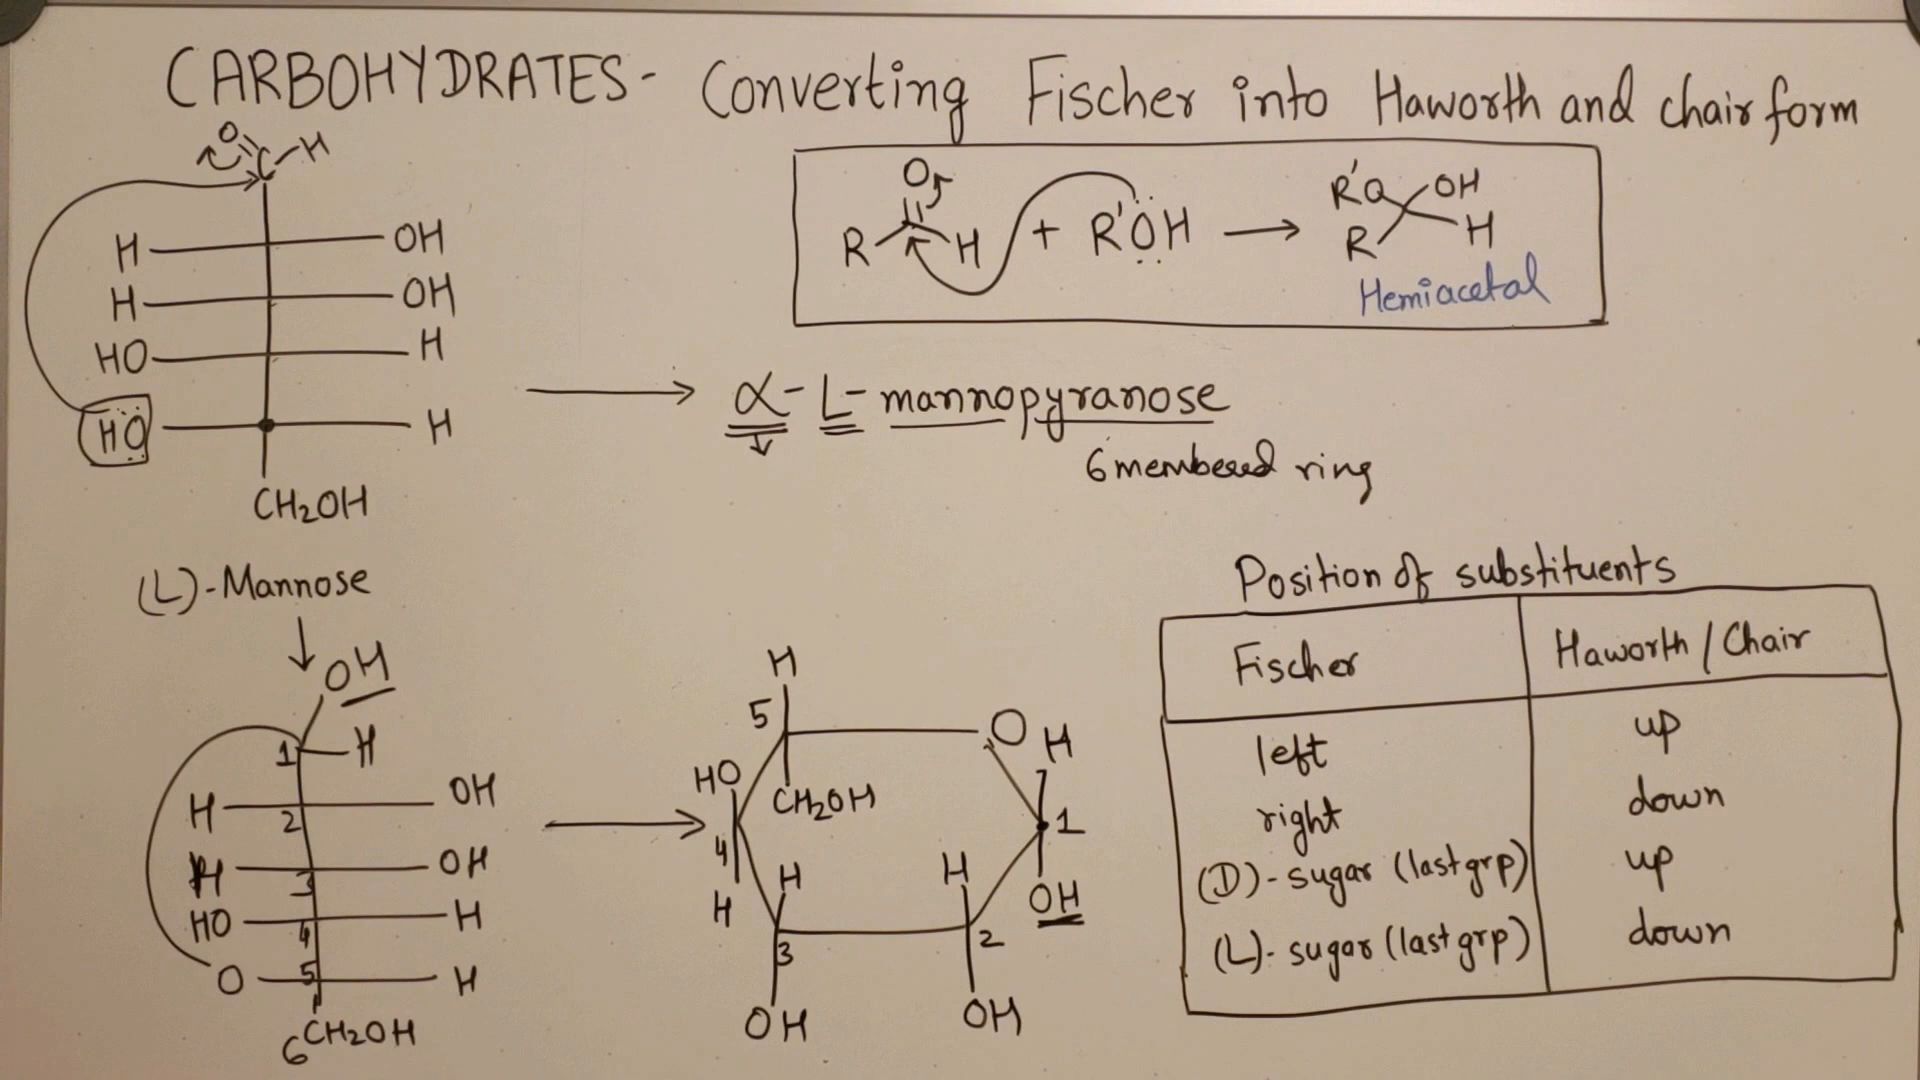 CARBOHYDRATES- Converting Fischer into Haworth and chair form
O
C H
H OH
H OH
HO H
HO H
CH₂OH
(L)-Mannose
O
R H + R'ÖH → R'O OH
R H
Hemiacetal
→ α-L-mannopyranose
6 membered ring
OH
1 H
H 2 OH
H 3 OH
HO 4 H
O 5 H
6 CH₂OH
H
5 O H
HO CH₂OH 1
4 H H OH
H 3 2
OH OH
Position of substituents
Fischer Haworth / Chair
left up
right down
(D)- sugar (last grp) up
(L)- sugar (last grp) down